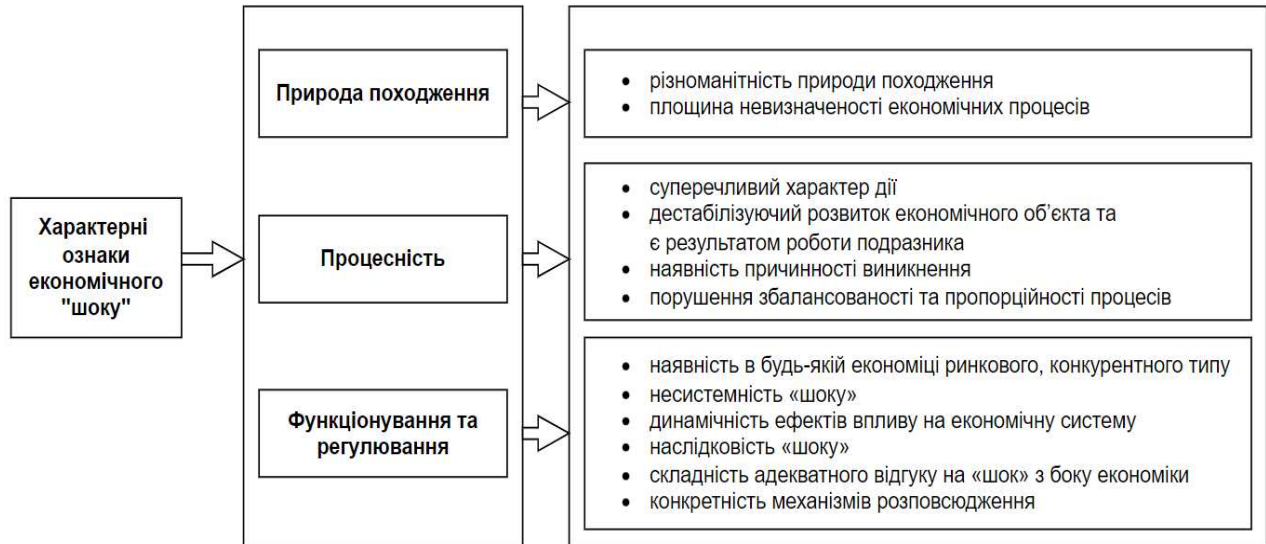 Характерні
ознаки
економічного
"шоку"
Природа походження
• різноманітність природи походження
• площина невизначеності економічних процесів
Процесність
• суперечливий характер дії
• дестабілізуючий розвиток економічного об’єкта та
є результатом роботи подразника
• наявність причинності виникнення
• порушення збалансованості та пропорційності процесів
Функціонування та
регулювання
• наявність в будь-якій економіці ринкового, конкурентного типу
• несистемність «шоку»
• динамічність ефектів впливу на економічну систему
• наслідковість «шоку»
• складність адекватного відгуку на «шок» з боку економіки
• конкретність механізмів розповсюдження